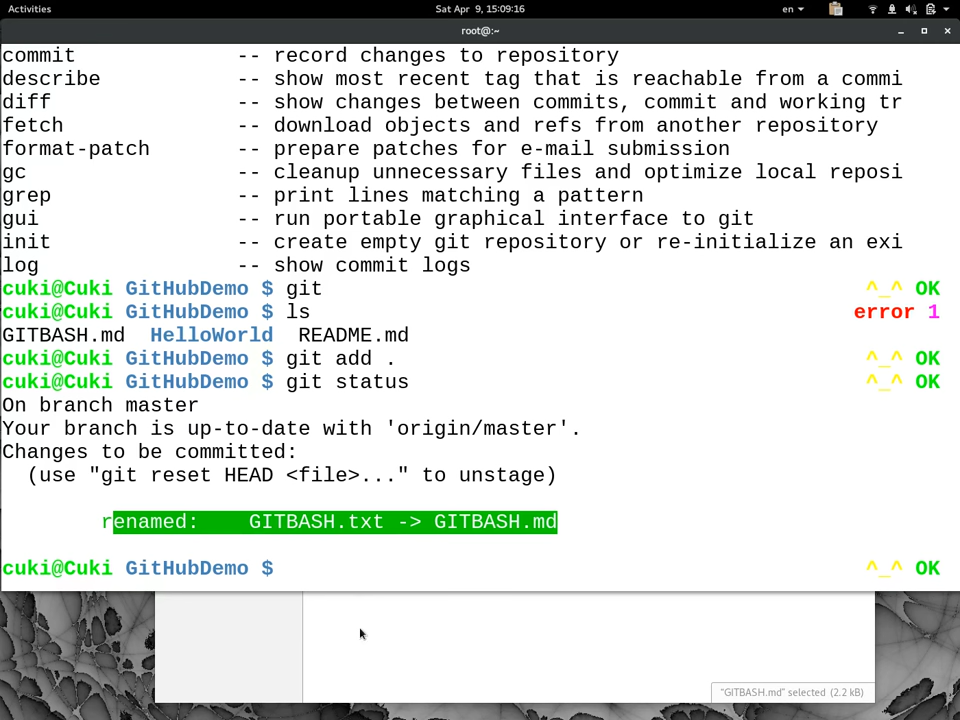 Activities Sat Apr 9, 15:09:16 en
root@:~
commit -- record changes to repository
describe -- show most recent tag that is reachable from a commi
diff -- show changes between commits, commit and working tr
fetch -- download objects and refs from another repository
format-patch -- prepare patches for e-mail submission
gc -- cleanup unnecessary files and optimize local reposi
grep -- print lines matching a pattern
gui -- run portable graphical interface to git
init -- create empty git repository or re-initialize an exi
log -- show commit logs
cuki@Cuki GitHubDemo $ git ^_^ OK
cuki@Cuki GitHubDemo $ ls error 1
GITBASH.md HelloWorld README.md
cuki@Cuki GitHubDemo $ git add . ^_^ OK
cuki@Cuki GitHubDemo $ git status ^_^ OK
On branch master
Your branch is up-to-date with 'origin/master'.
Changes to be committed:
(use "git reset HEAD <file>..." to unstage)
renamed: GITBASH.txt -> GITBASH.md
cuki@Cuki GitHubDemo $ ^_^ OK
"GITBASH.md" selected (2.2 kB)